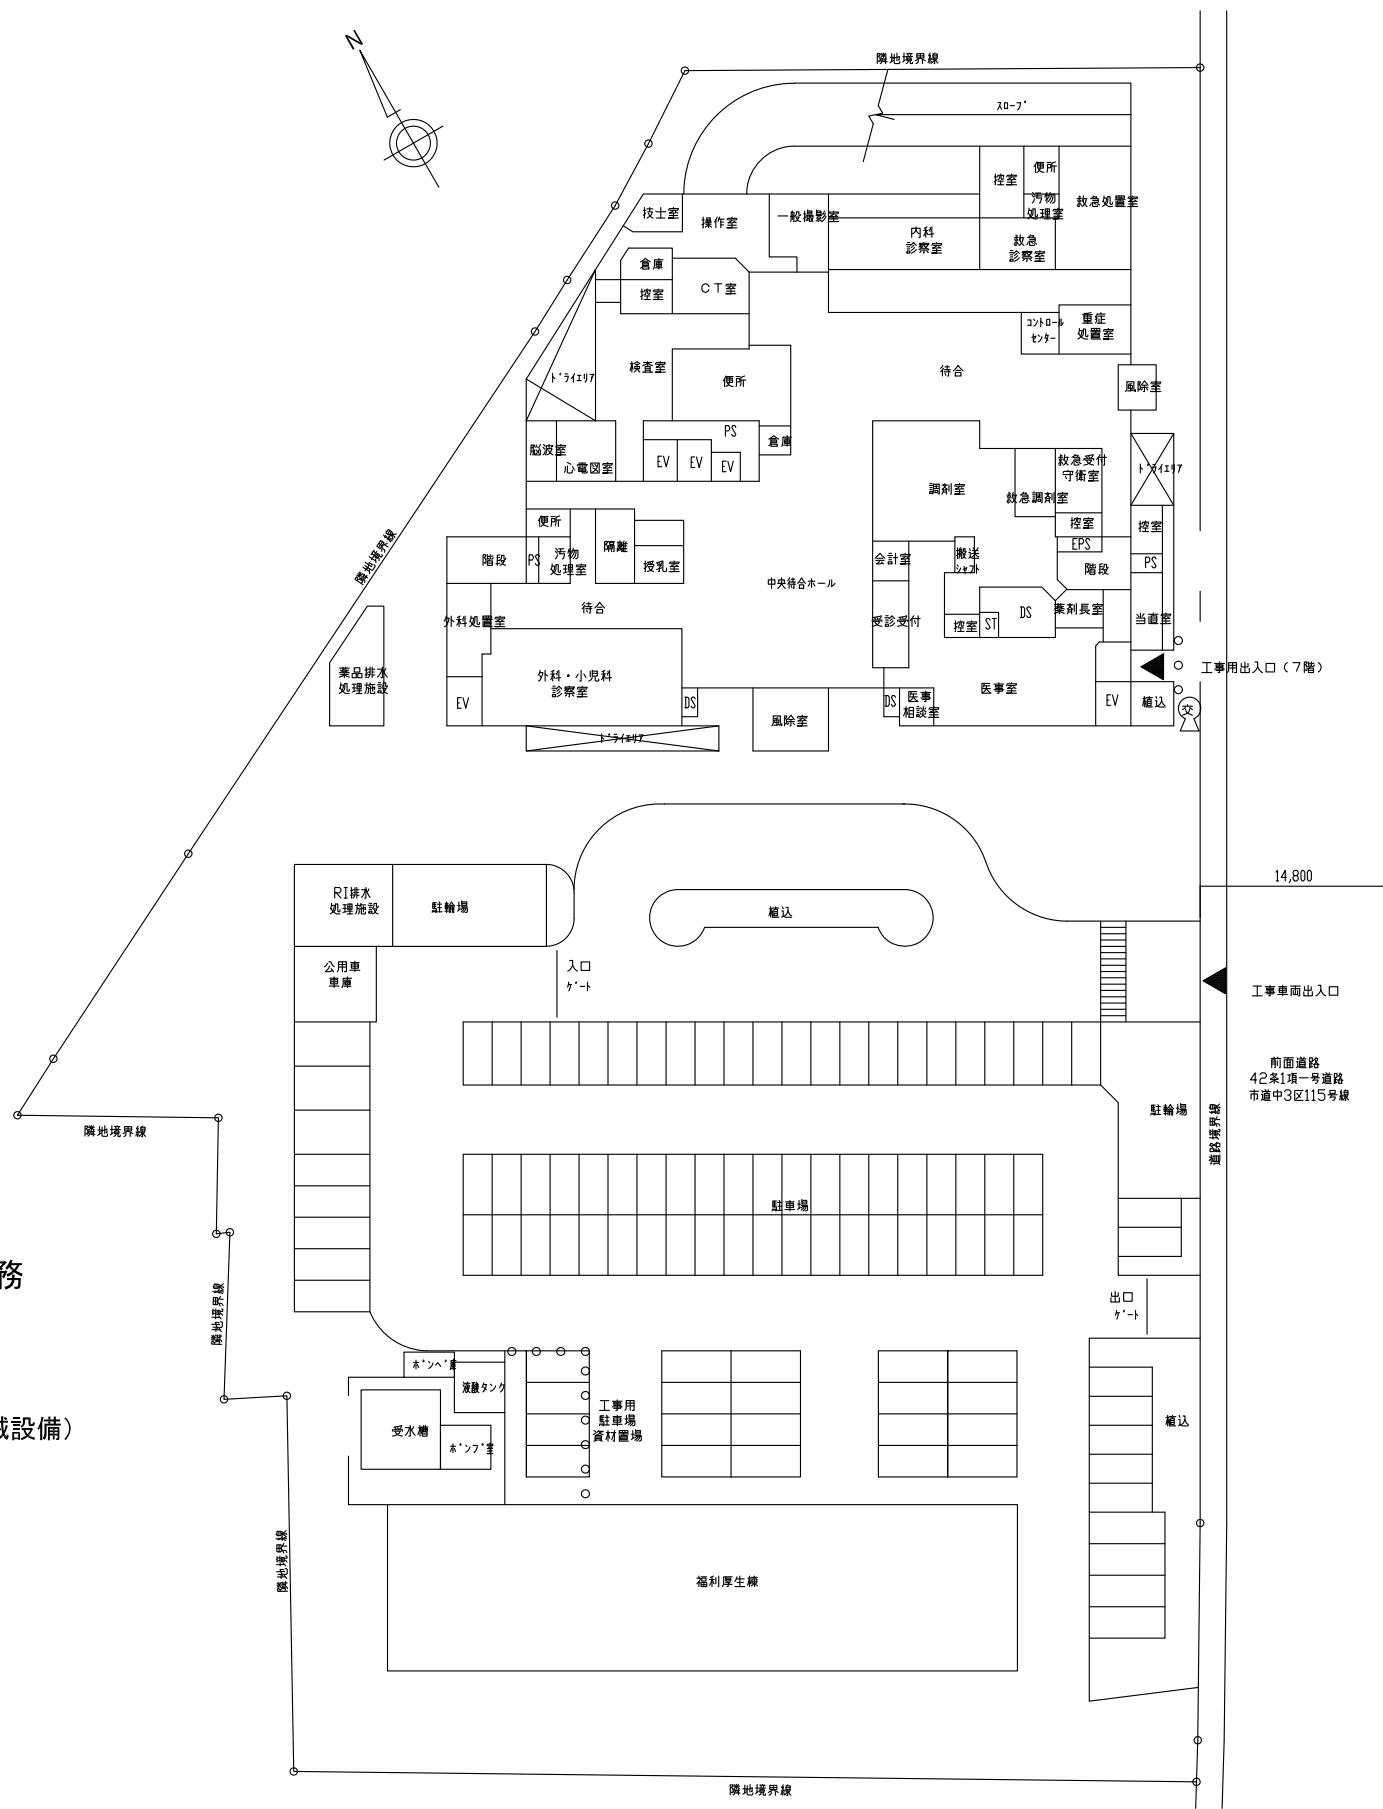 N
隣地境界線
スロープ
控室
便所
汚物
処理室
救急処置室
技士室
操作室
一般撮影室
内科
診察室
救急
診察室
倉庫
控室
CT室
コントロール
センター
重症
処置室
検査室
便所
待合
風除室
ドライエリア
脳波室
心電図室
PS
EV
EV
EV
倉庫
調剤室
救急受付
守衛室
救急調剤室
控室
ドライエリア
便所
階段
PS
汚物
処理室
隔離
授乳室
会計室
搬送
シャフト
EPS
階段
控室
PS
中央待合ホール
待合
外科処置室
受診受付
控室
ST
DS
薬剤長室
当直室
隣地境界線
薬品排水
処理施設
外科・小児科
診察室
EV
DS
風除室
DS
医事
相談室
医事室
EV
植込
工事用出入口（7階）
交
ドライエリア
14,800
RI排水
処理施設
駐輪場
植込
公用車
車庫
入口
ゲート
工事車両出入口
前面道路
42条1項一号道路
市道中3区115号線
駐輪場
道路境界線
隣地境界線
駐車場
務
隣地境界線
出口
ゲート
ボンベ庫
液酸タンク
受水槽
ポンプ室
工事用
駐車場
資材置場
植込
械設備）
隣地境界線
福利厚生棟
隣地境界線